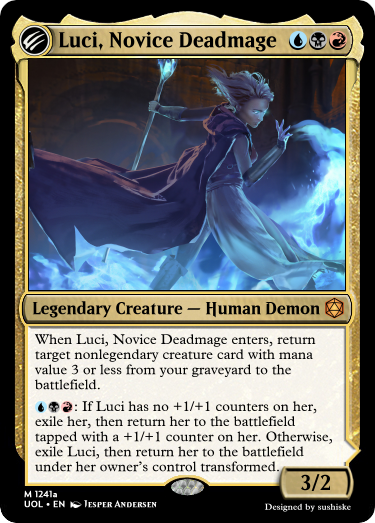 Luci, Novice Deadmage
Legendary Creature — Human Demon
When Luci, Novice Deadmage enters, return
target nonlegendary creature card with mana
value 3 or less from your graveyard to the
battlefield.
: If Luci has no +1/+1 counters on her,
exile her, then return her to the battlefield
tapped with a +1/+1 counter on her. Otherwise,
exile Luci, then return her to the battlefield
under her owner's control transformed.
3/2
M 1241a
UOL • EN Jesper Andersen
Designed by sushiske